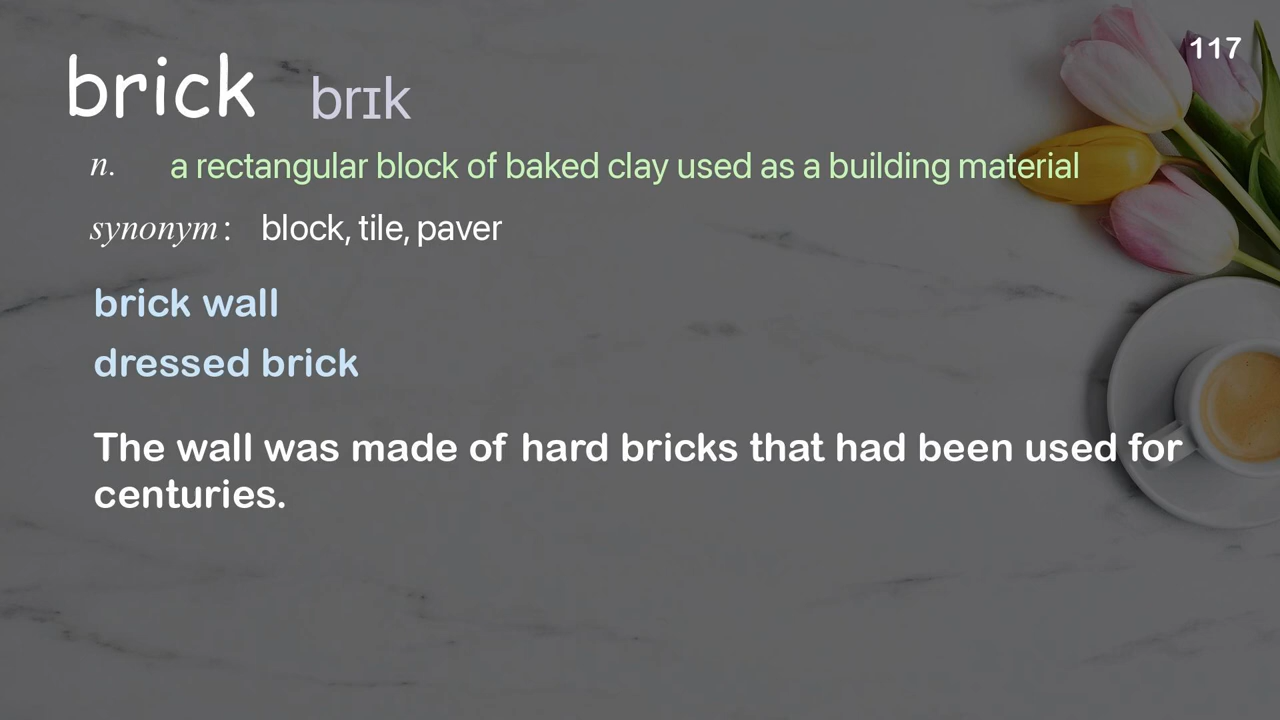 117
brick brɪk
n. a rectangular block of baked clay used as a building material
synonym: block, tile, paver
brick wall
dressed brick
The wall was made of hard bricks that had been used for
centuries.